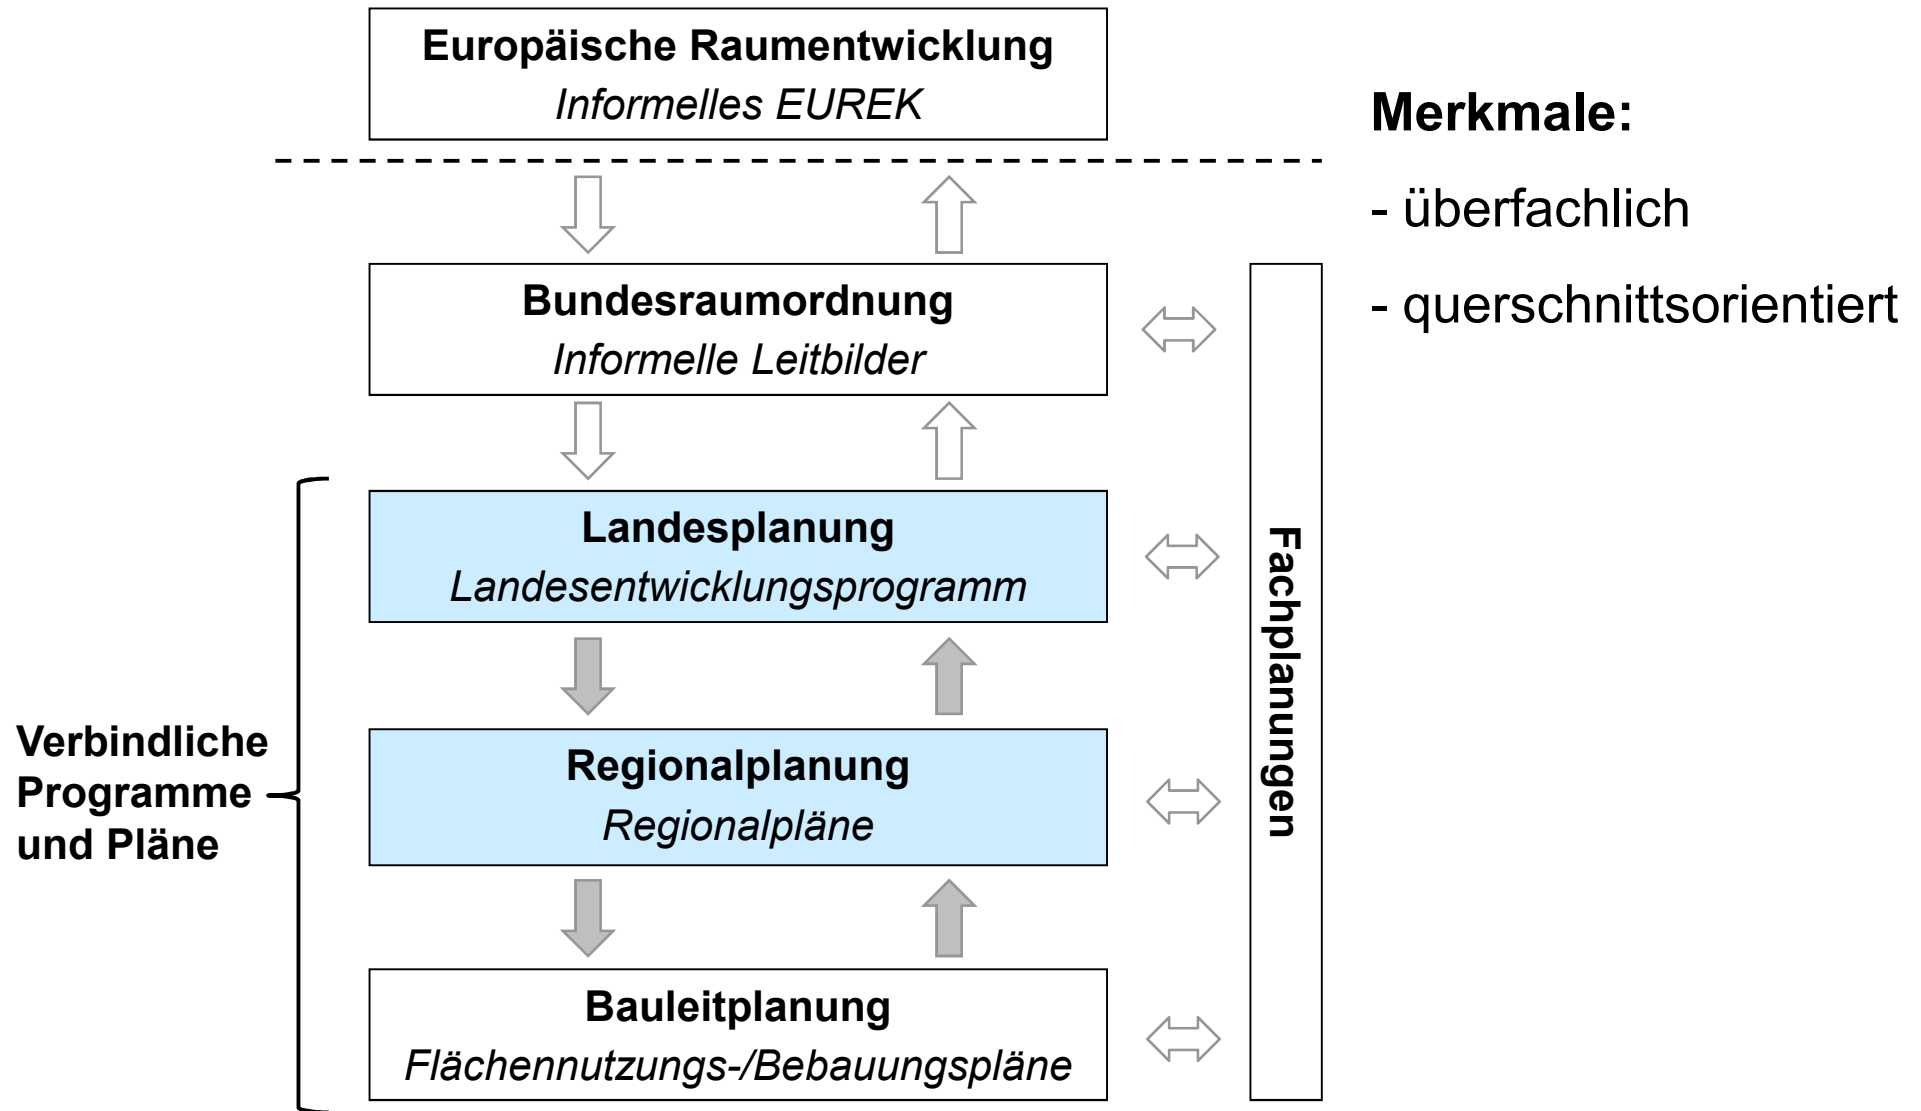 Europäische Raumentwicklung
Informelles EUREK
Merkmale:
- überfachlich
- querschnittsorientiert
Bundesraumordnung
Informelle Leitbilder
Landesplanung
Landesentwicklungsprogramm
Regionalplanung
Regionalpläne
Bauleitplanung
Flächennutzungs-/Bebauungspläne
Verbindliche
Programme
und Pläne
Fachplanungen